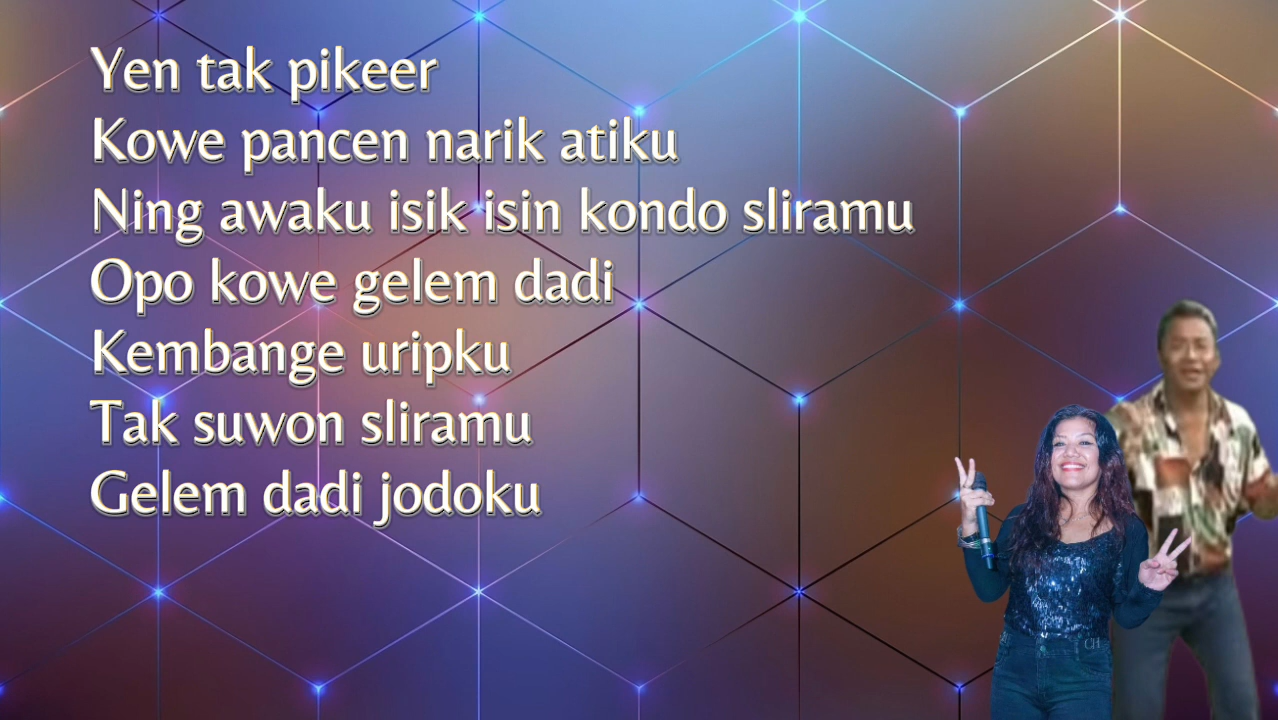 Yen tak pikeer
Kowe pancen narik atiku
Ning awaku isik isin kondo sliramu
Opo kowe gelem dadi
Kembange uripku
Tak suwon sliramu
Gelem dadi jodoku
CH